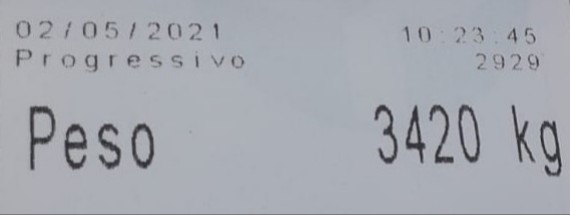 02/05/2021 10:23:45
Progressivo 2929
Peso 3420 kg